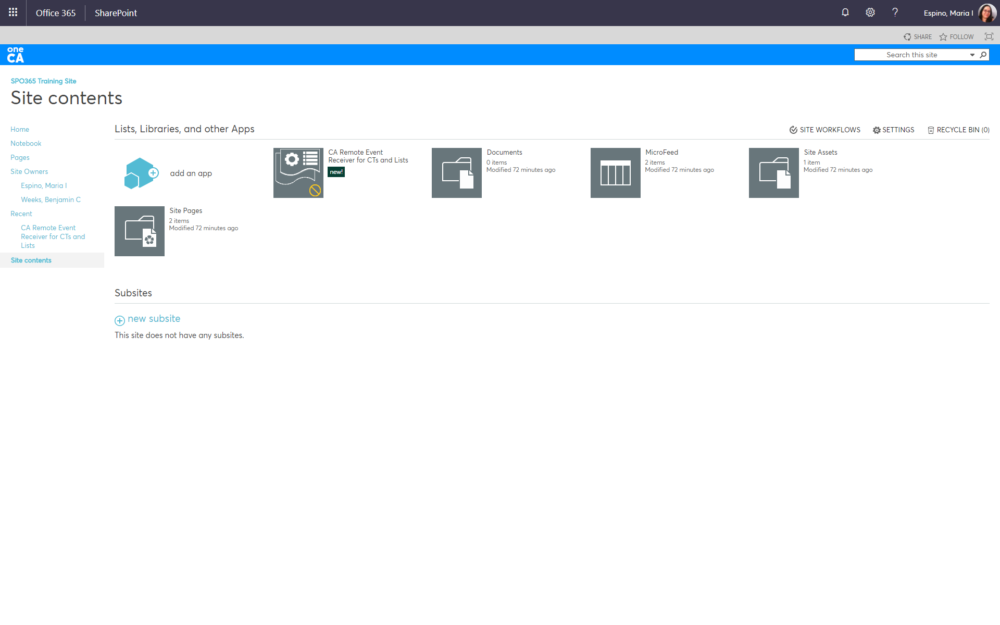 Office 365
SharePoint
?
Espino, Maria I
SHARE
FOLLOW
one
CA
Search this site
SPO365 Training Site
Site contents
Home
Notebook
Pages
Site Owners
Espino, Maria I
Weeks, Benjamin C
Recent
CA Remote Event
Receiver for CTs and
Lists
Site contents
Lists, Libraries, and other Apps
SITE WORKFLOWS
SETTINGS
RECYCLE BIN (0)
add an app
CA Remote Event
Receiver for CTs and Lists
new!
Documents
0 items
Modified 72 minutes ago
MicroFeed
2 items
Modified 72 minutes ago
Site Assets
1 item
Modified 72 minutes ago
Site Pages
2 items
Modified 72 minutes ago
Subsites
new subsite
This site does not have any subsites.